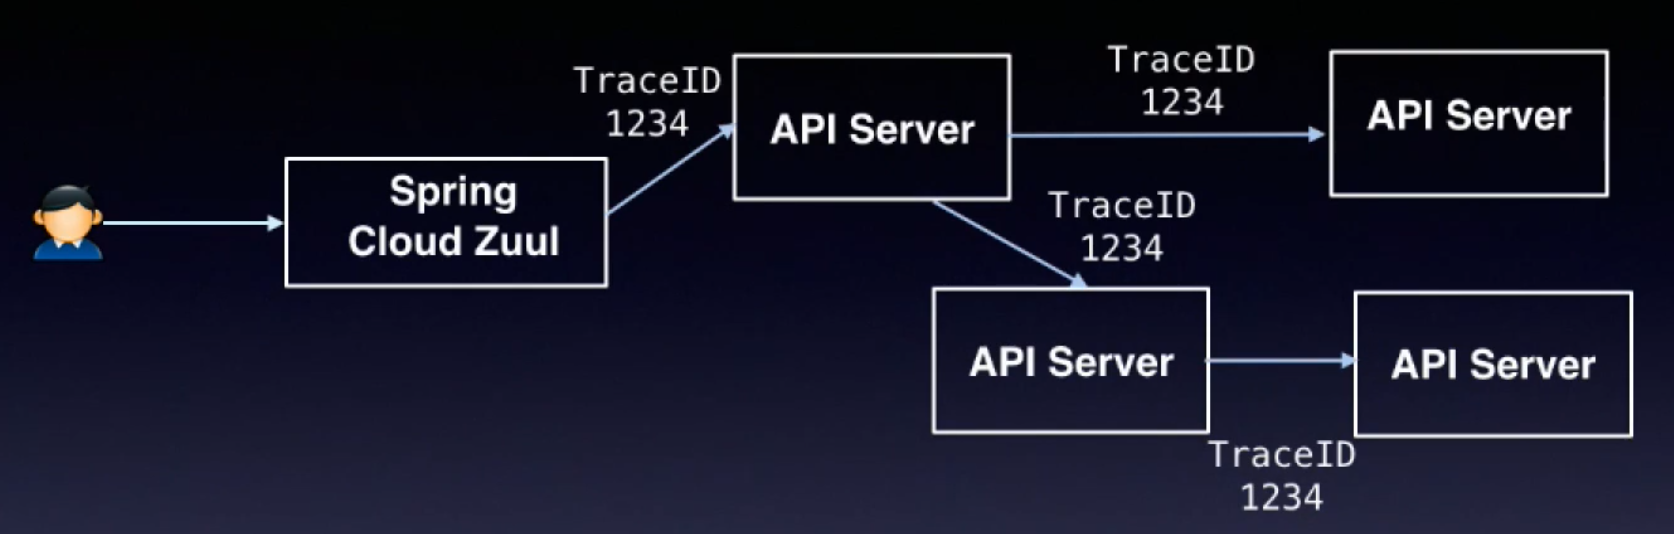 TraceID
1234
Spring
Cloud Zuul
API Server
TraceID
1234
API Server
TraceID
1234
API Server
TraceID
1234
API Server